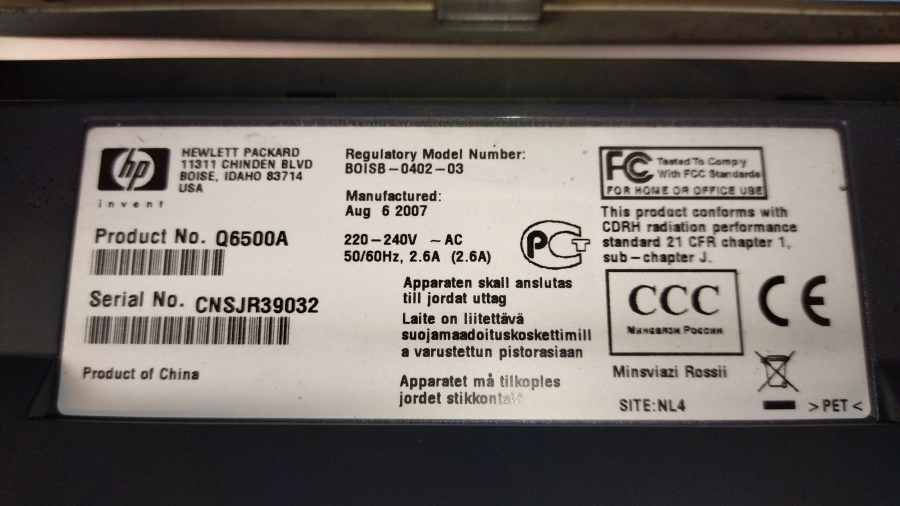 hp
invent
HEWLETT PACKARD
11311 CHINDEN BLVD
BOISE, IDAHO 83714
USA
Product No. Q6500A
Serial No. CNSJR39032
Product of China
Regulatory Model Number:
BOISB-0402-03
Manufactured:
Aug 6 2007
220-240V ~AC
50/60Hz, 2.6A (2.6A)
Apparaten skall anslutas
till jordat uttag
Laite on liitettävä
suojamaadoituskoskettimill
a varustettun pistorasiaan
Apparatet må tilkoples
jordet stikkontakt
PCT
FC Tested To Comply
With FCC Standards
FOR HOME OR OFFICE USE
This product conforms with
CDRH radiation performance
standard 21 CFR chapter 1,
sub-chapter J.
CCC
Минсвязи России
Minsviazi Rossii
SITE:NL4
CE
>PET<